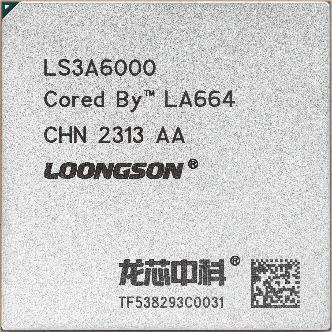 LS3A6000
Cored By™ LA664
CHN 2313 AA
LOONGSON®
龙芯中科®
TF538293C0031